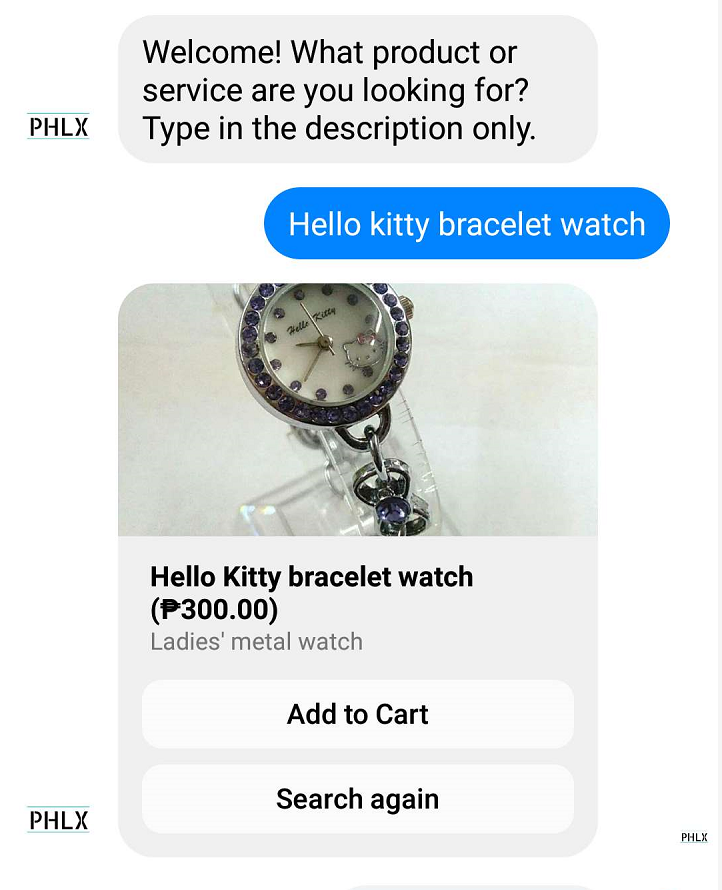 Welcome! What product or
service are you looking for?
Type in the description only.
PHLX
Hello kitty bracelet watch
Hello Kitty
Hello Kitty bracelet watch
(₱300.00)
Ladies' metal watch
Add to Cart
Search again
PHLX
PHLX